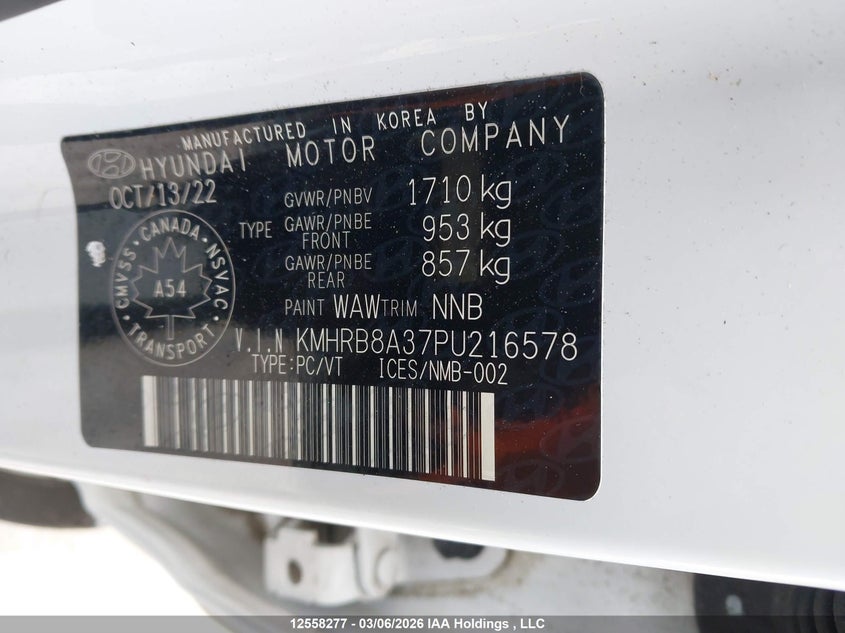 MANUFACTURED IN KOREA BY
HYUNDAI MOTOR COMPANY
OCT/13/22
GVWR/PNBV 1710 kg
TYPE GAWR/PNBE FRONT 953 kg
GAWR/PNBE REAR 857 kg
CANADA
CMVSS NSVAC
A54
TRANSPORT
PAINT WAW TRIM NNB
V.I.N KMHRB8A37PU216578
TYPE:PC/VT ICES/NMB-002
12558277 - 03/06/2026 IAA Holdings , LLC